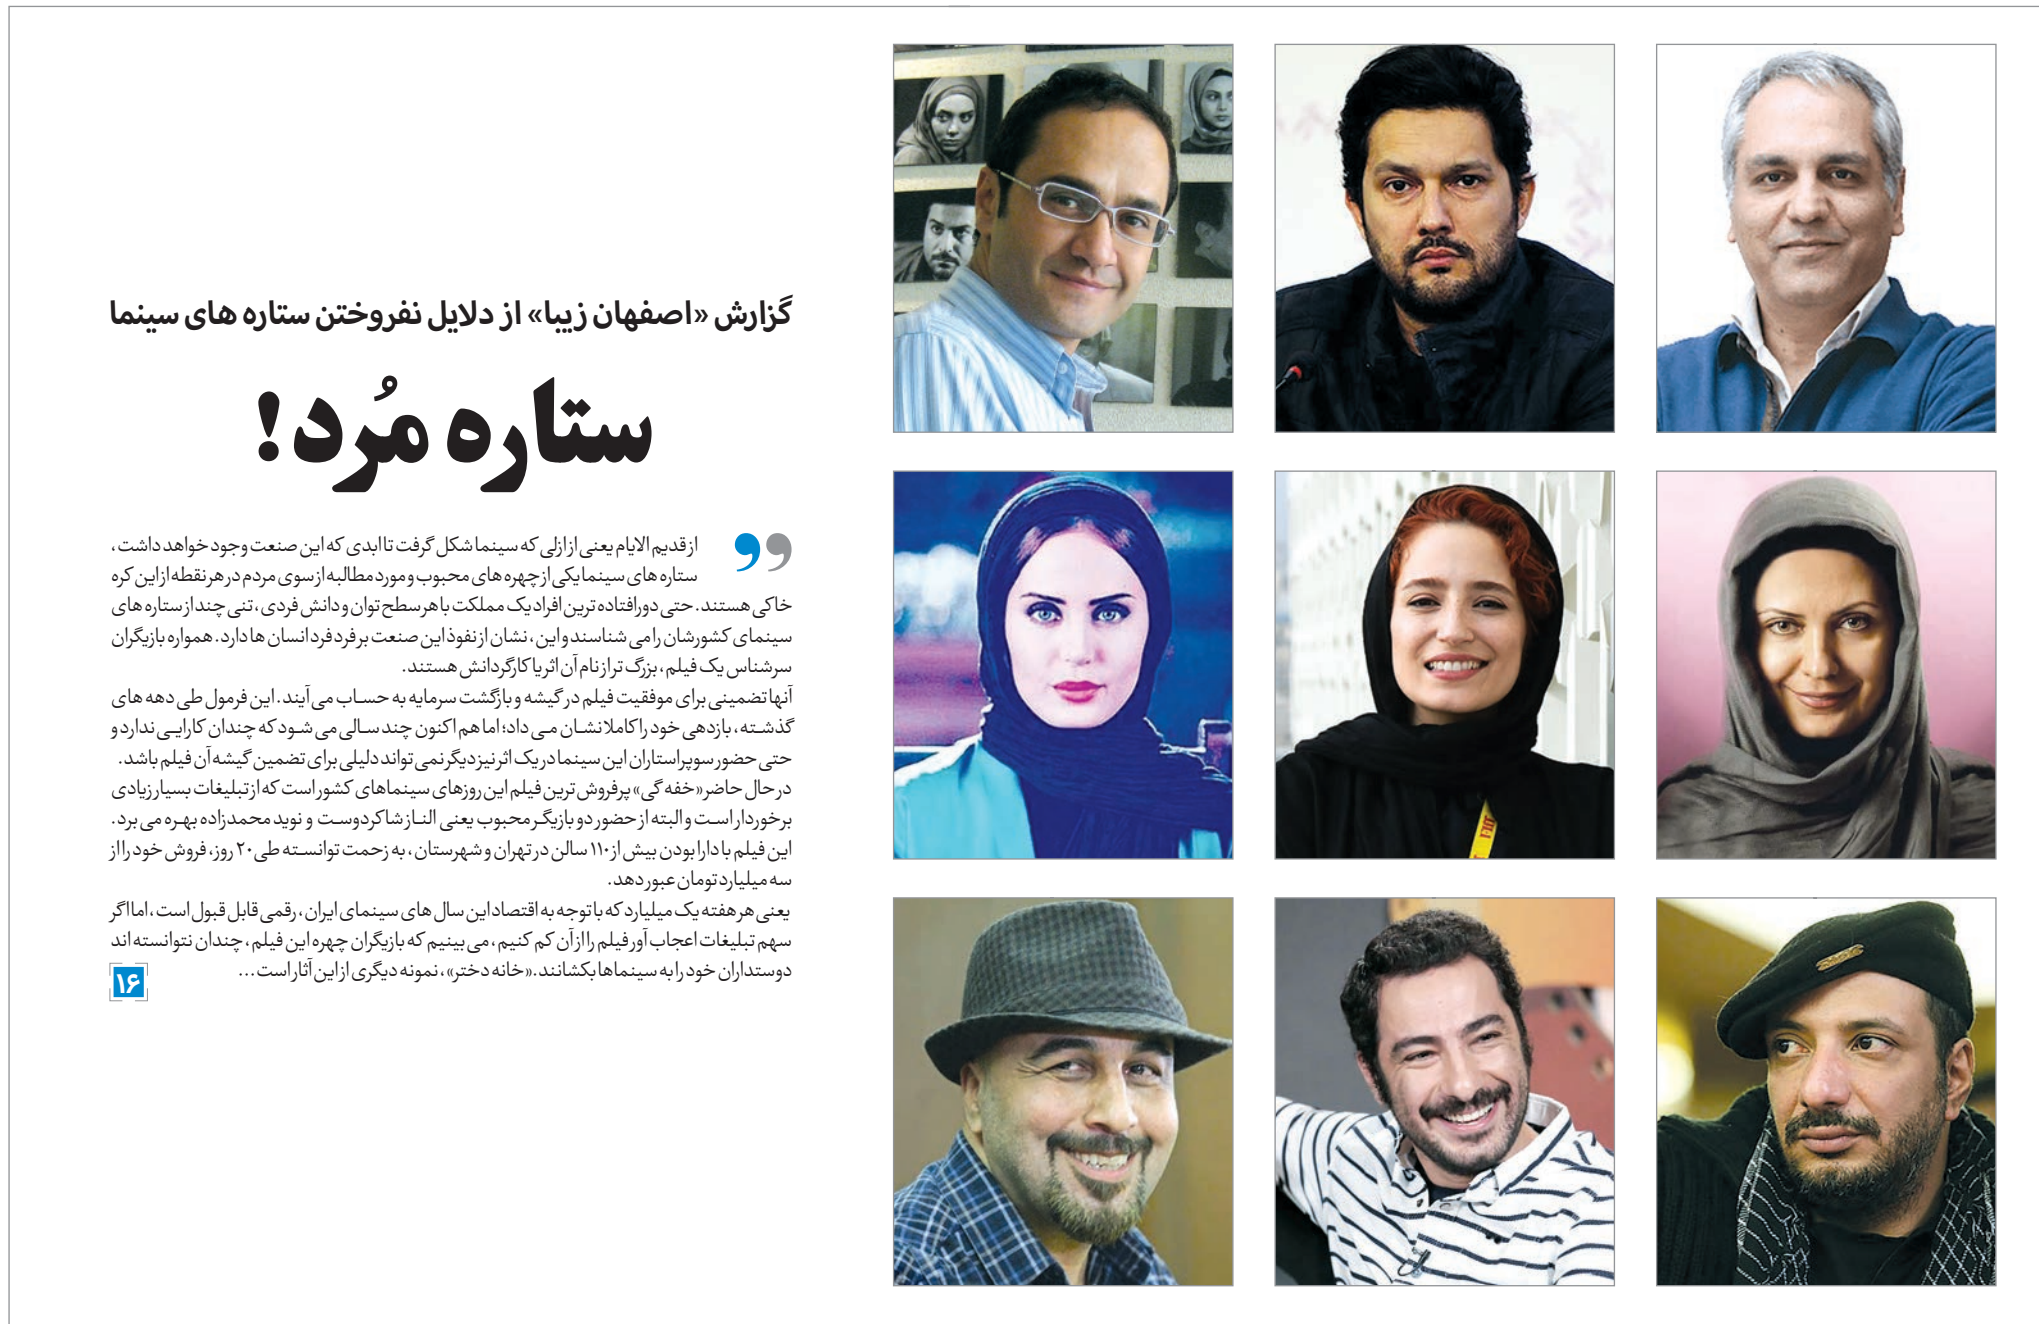 گزارش «اصفهان زیبا» از دلایل نفروختن ستاره های سینما
ستاره مُرد!
از قدیم الایام یعنی از ازلی که سینما شکل گرفت تا ابدی که این صنعت وجود خواهد داشت،
ستاره های سینما یکی از چهره های محبوب و مورد مطالبه از سوی مردم در هر نقطه از این کره
خاکی هستند. حتی دورافتاده ترین افراد یک مملکت با هر سطح توان و دانش فردی، تنی چند از ستاره های
سینمای کشورشان را می شناسند و این، نشان از نفوذ این صنعت بر فرد فرد انسان ها دارد. همواره بازیگران
سرشناس یک فیلم، بزرگ تر از نام آن اثر یا کارگردانش هستند.
آنها تضمینی برای موفقیت فیلم در گیشه و بازگشت سرمایه به حساب می آیند. این فرمول طی دهه های
گذشته، بازدهی خود را کاملا نشان می داد؛ اما هم اکنون چند سالی می شود که چندان کارایی ندارد و
حتی حضور سوپراستاران این سینما در یک اثر نیز دیگر نمی تواند دلیلی برای تضمین گیشه آن فیلم باشد.
در حال حاضر «خفه گی» پرفروش ترین فیلم این روزهای سینماهای کشور است که از تبلیغات بسیار زیادی
برخوردار است و البته از حضور دو بازیگر محبوب یعنی الناز شاکردوست و نوید محمدزاده بهره می برد.
این فیلم با دارا بودن بیش از ۱۱۰ سالن در تهران و شهرستان، به زحمت توانسته طی ۲۰ روز، فروش خود را از
سه میلیارد تومان عبور دهد.
یعنی هر هفته یک میلیارد که با توجه به اقتصاد این سال های سینمای ایران، رقمی قابل قبول است، اما اگر
سهم تبلیغات اعجاب آور فیلم را از آن کم کنیم، می بینیم که بازیگران چهره این فیلم، چندان نتوانسته اند
دوستداران خود را به سینماها بکشانند. «خانه دختر»، نمونه دیگری از این آثار است...
۱۶